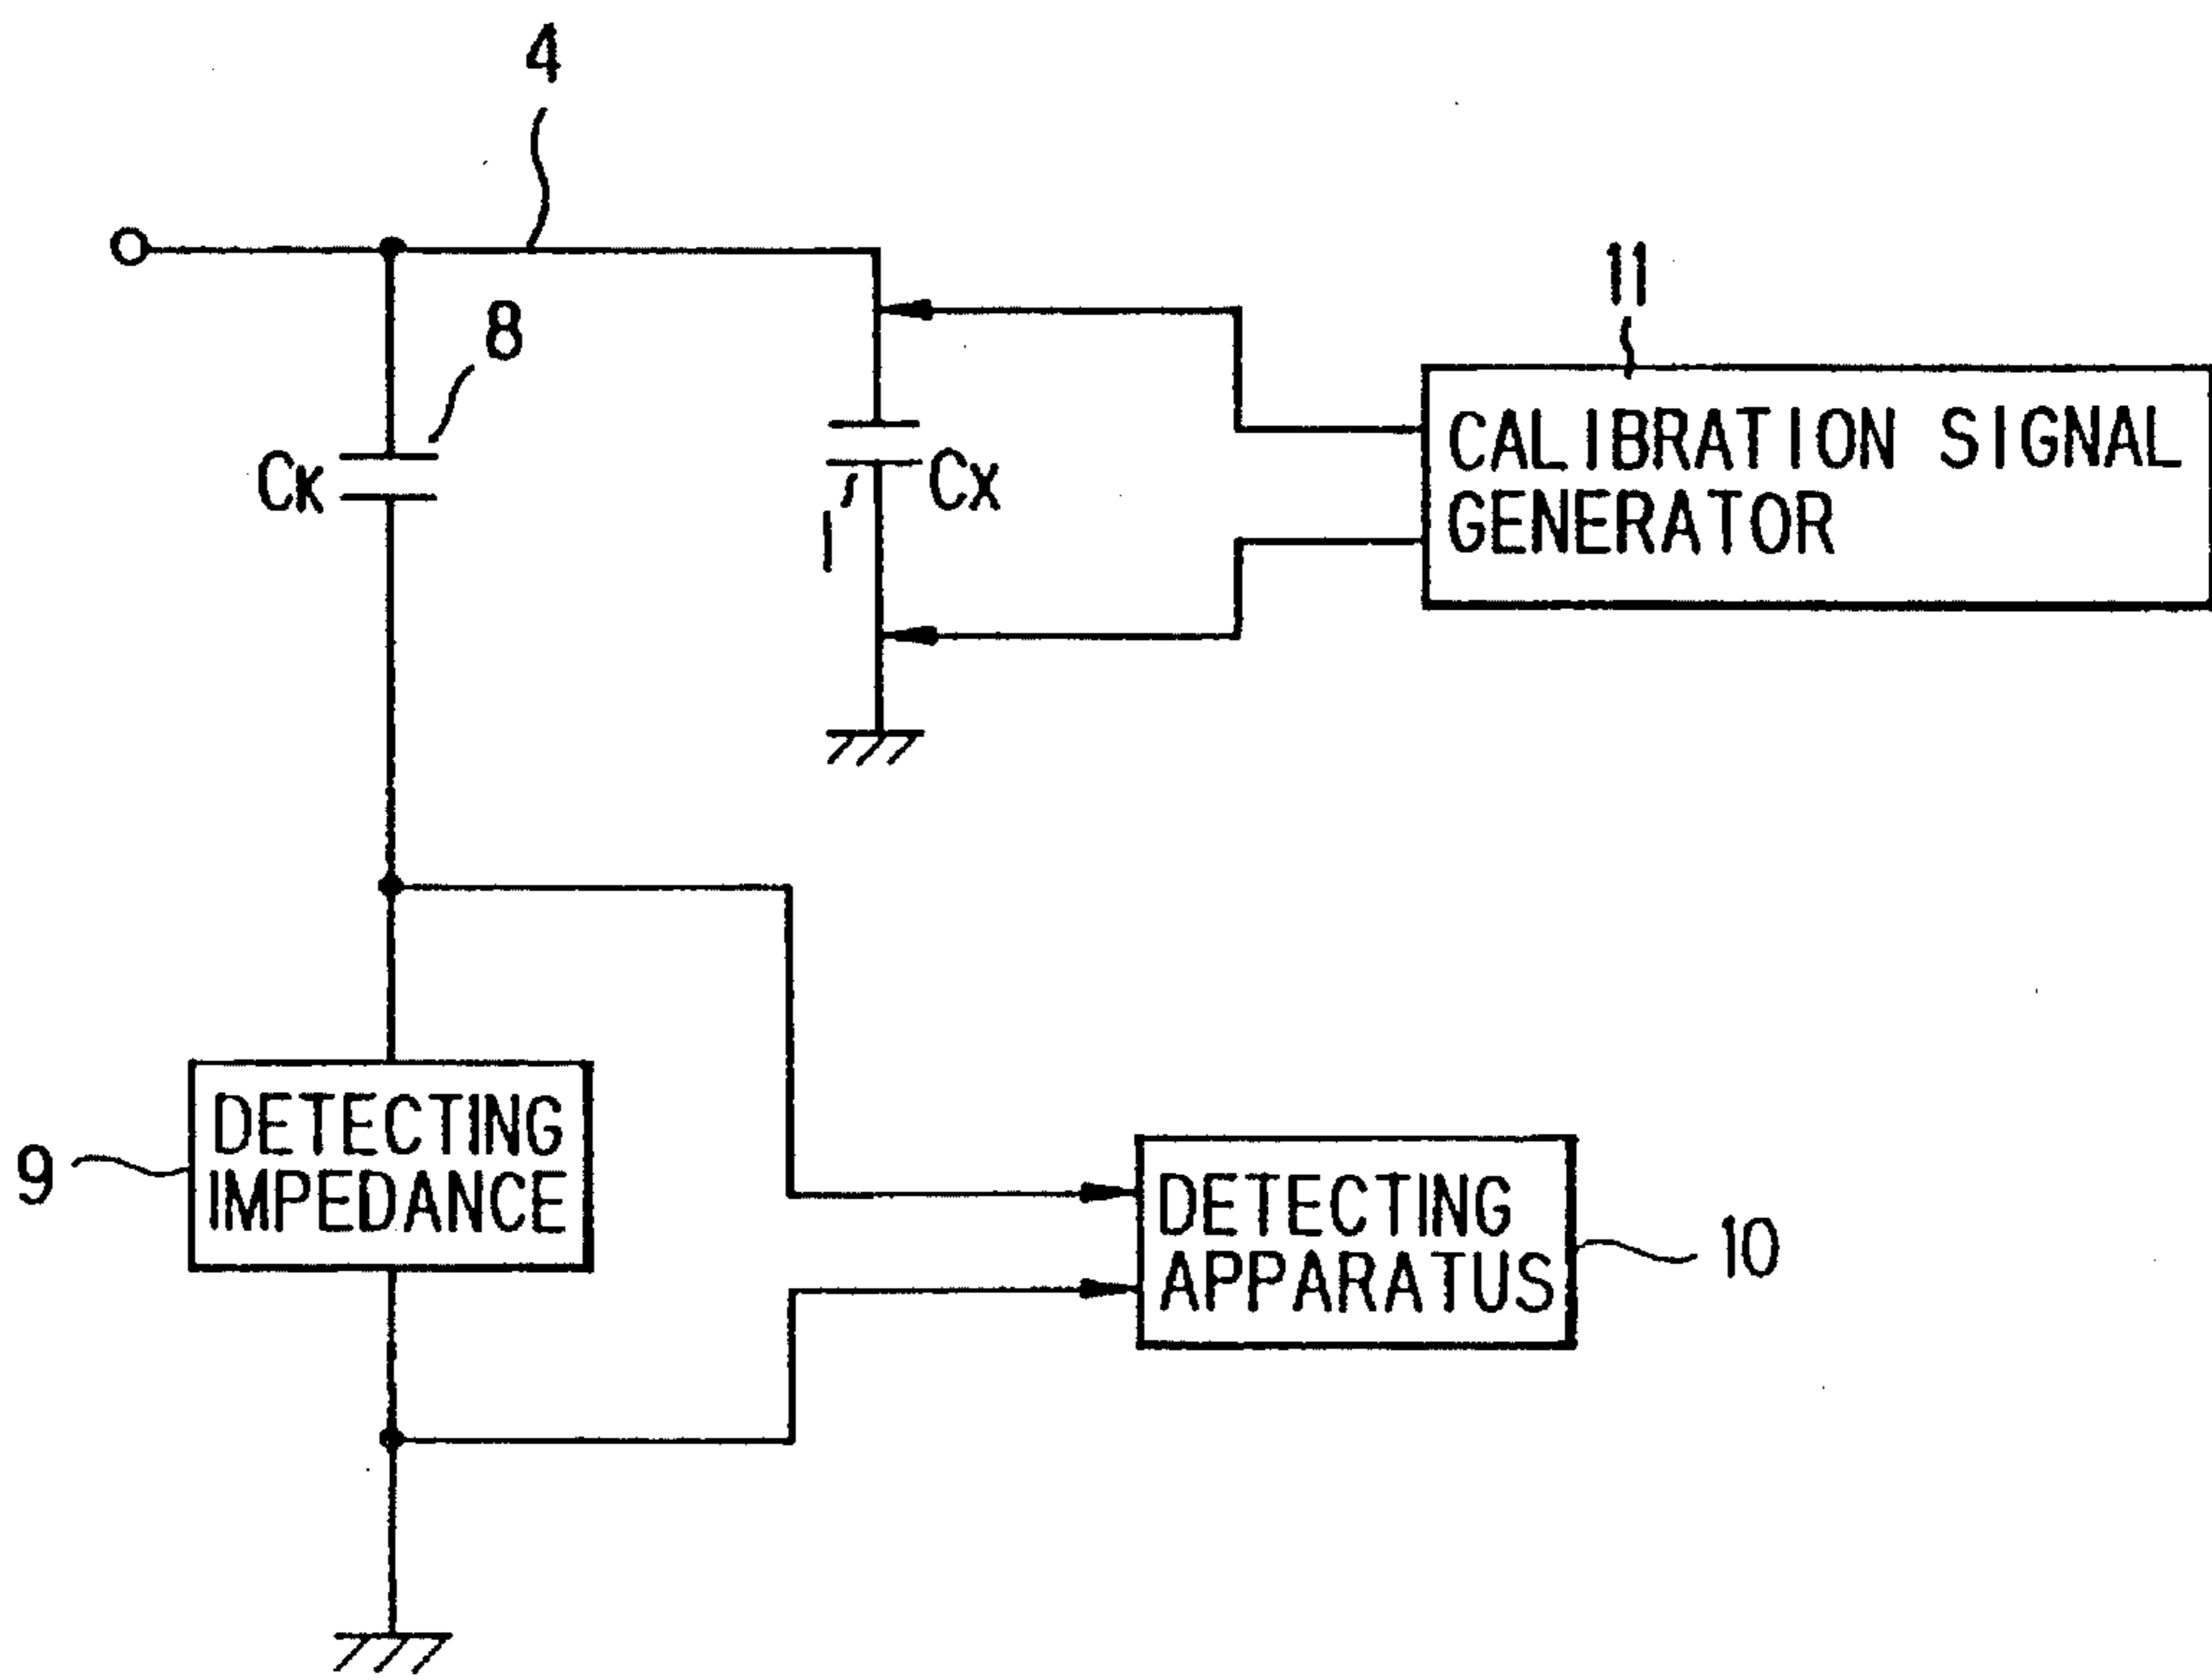 4
8
11
CALIBRATION SIGNAL
GENERATOR
CK
CX
1
9
DETECTING
IMPEDANCE
DETECTING
APPARATUS
10